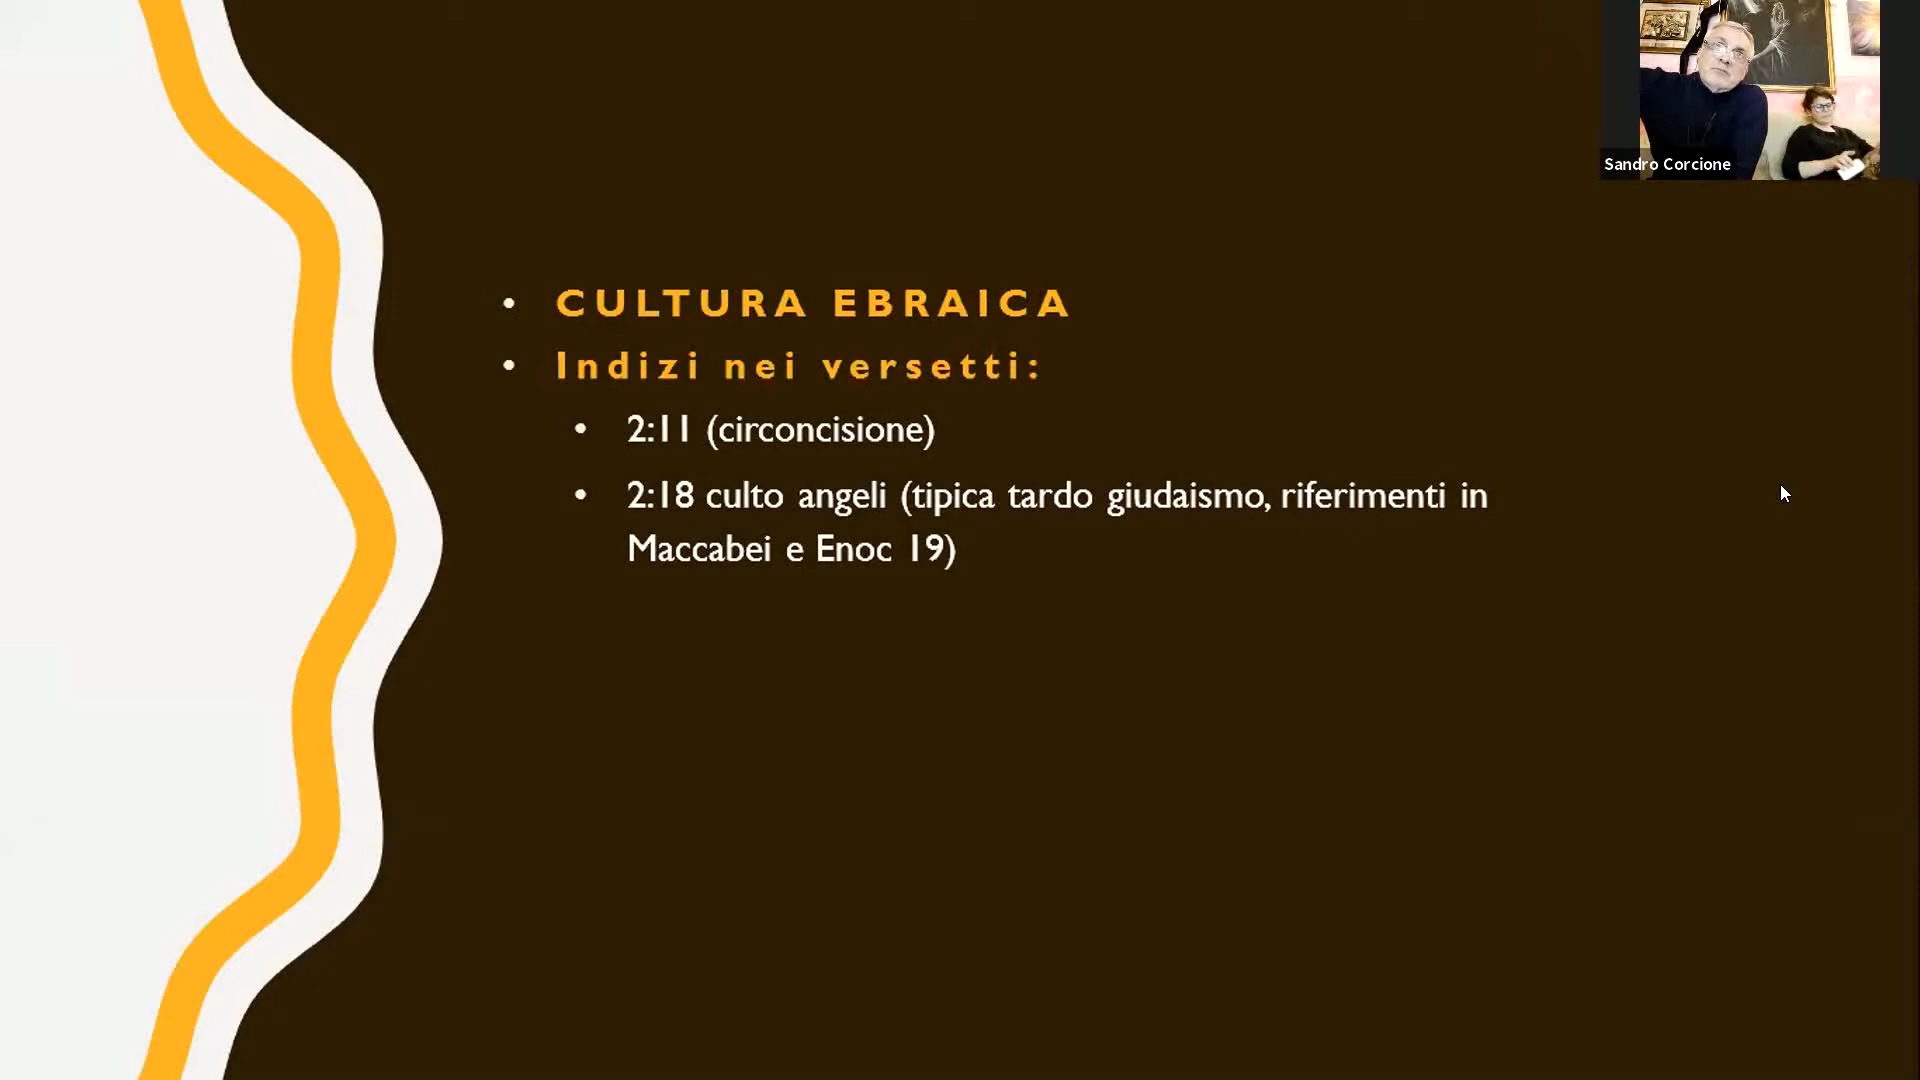 Sandro Corcione
• CULTURA EBRAICA
• Indizi nei versetti:
• 2:11 (circoncisione)
• 2:18 culto angeli (tipica tardo giudaismo, riferimenti in
Maccabei e Enoc 19)